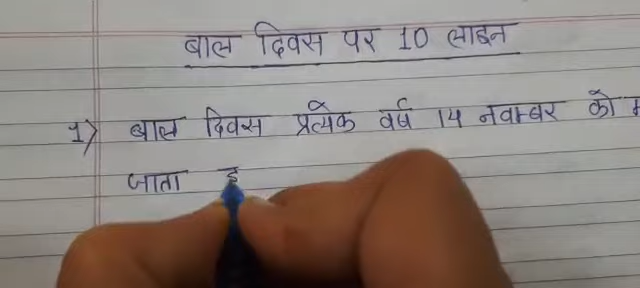 बाल दिवस पर 10 लाइन
1) बाल दिवस प्रत्येक वर्ष 14 नवम्बर को
जाता